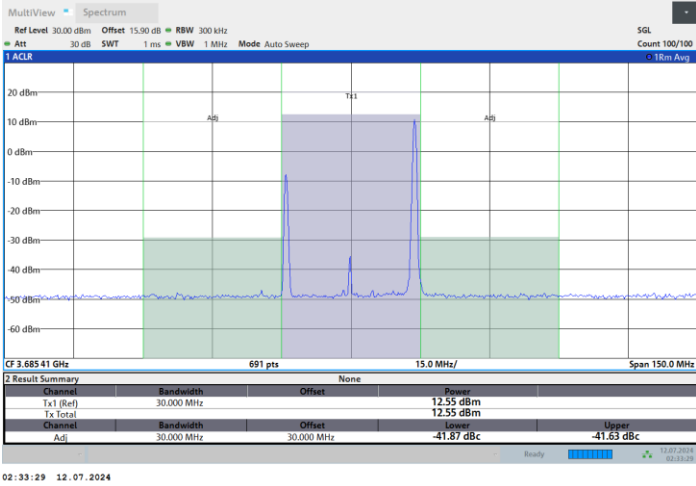 MultiView Spectrum
Ref Level 30.00 dBm Offset 15.90 dB RBW 300 kHz SGL
Att 30 dB SWT 1 ms VBW 1 MHz Mode Auto Sweep Count 100/100
1 ACLR 1Rm Avg
20 dBm
Tx1
10 dBm Adj Adj
0 dBm
-10 dBm
-20 dBm
-30 dBm
-40 dBm
-50 dBm
-60 dBm
CF 3.685 41 GHz 691 pts 15.0 MHz/ Span 150.0 MHz
2 Result Summary None
Channel Bandwidth Offset Power
Tx1 (Ref) 30.000 MHz 12.55 dBm
Tx Total 12.55 dBm
Channel Bandwidth Offset Lower Upper
Adj 30.000 MHz 30.000 MHz -41.87 dBc -41.63 dBc
Ready 12.07.2024
02:33:29
02:33:29 12.07.2024